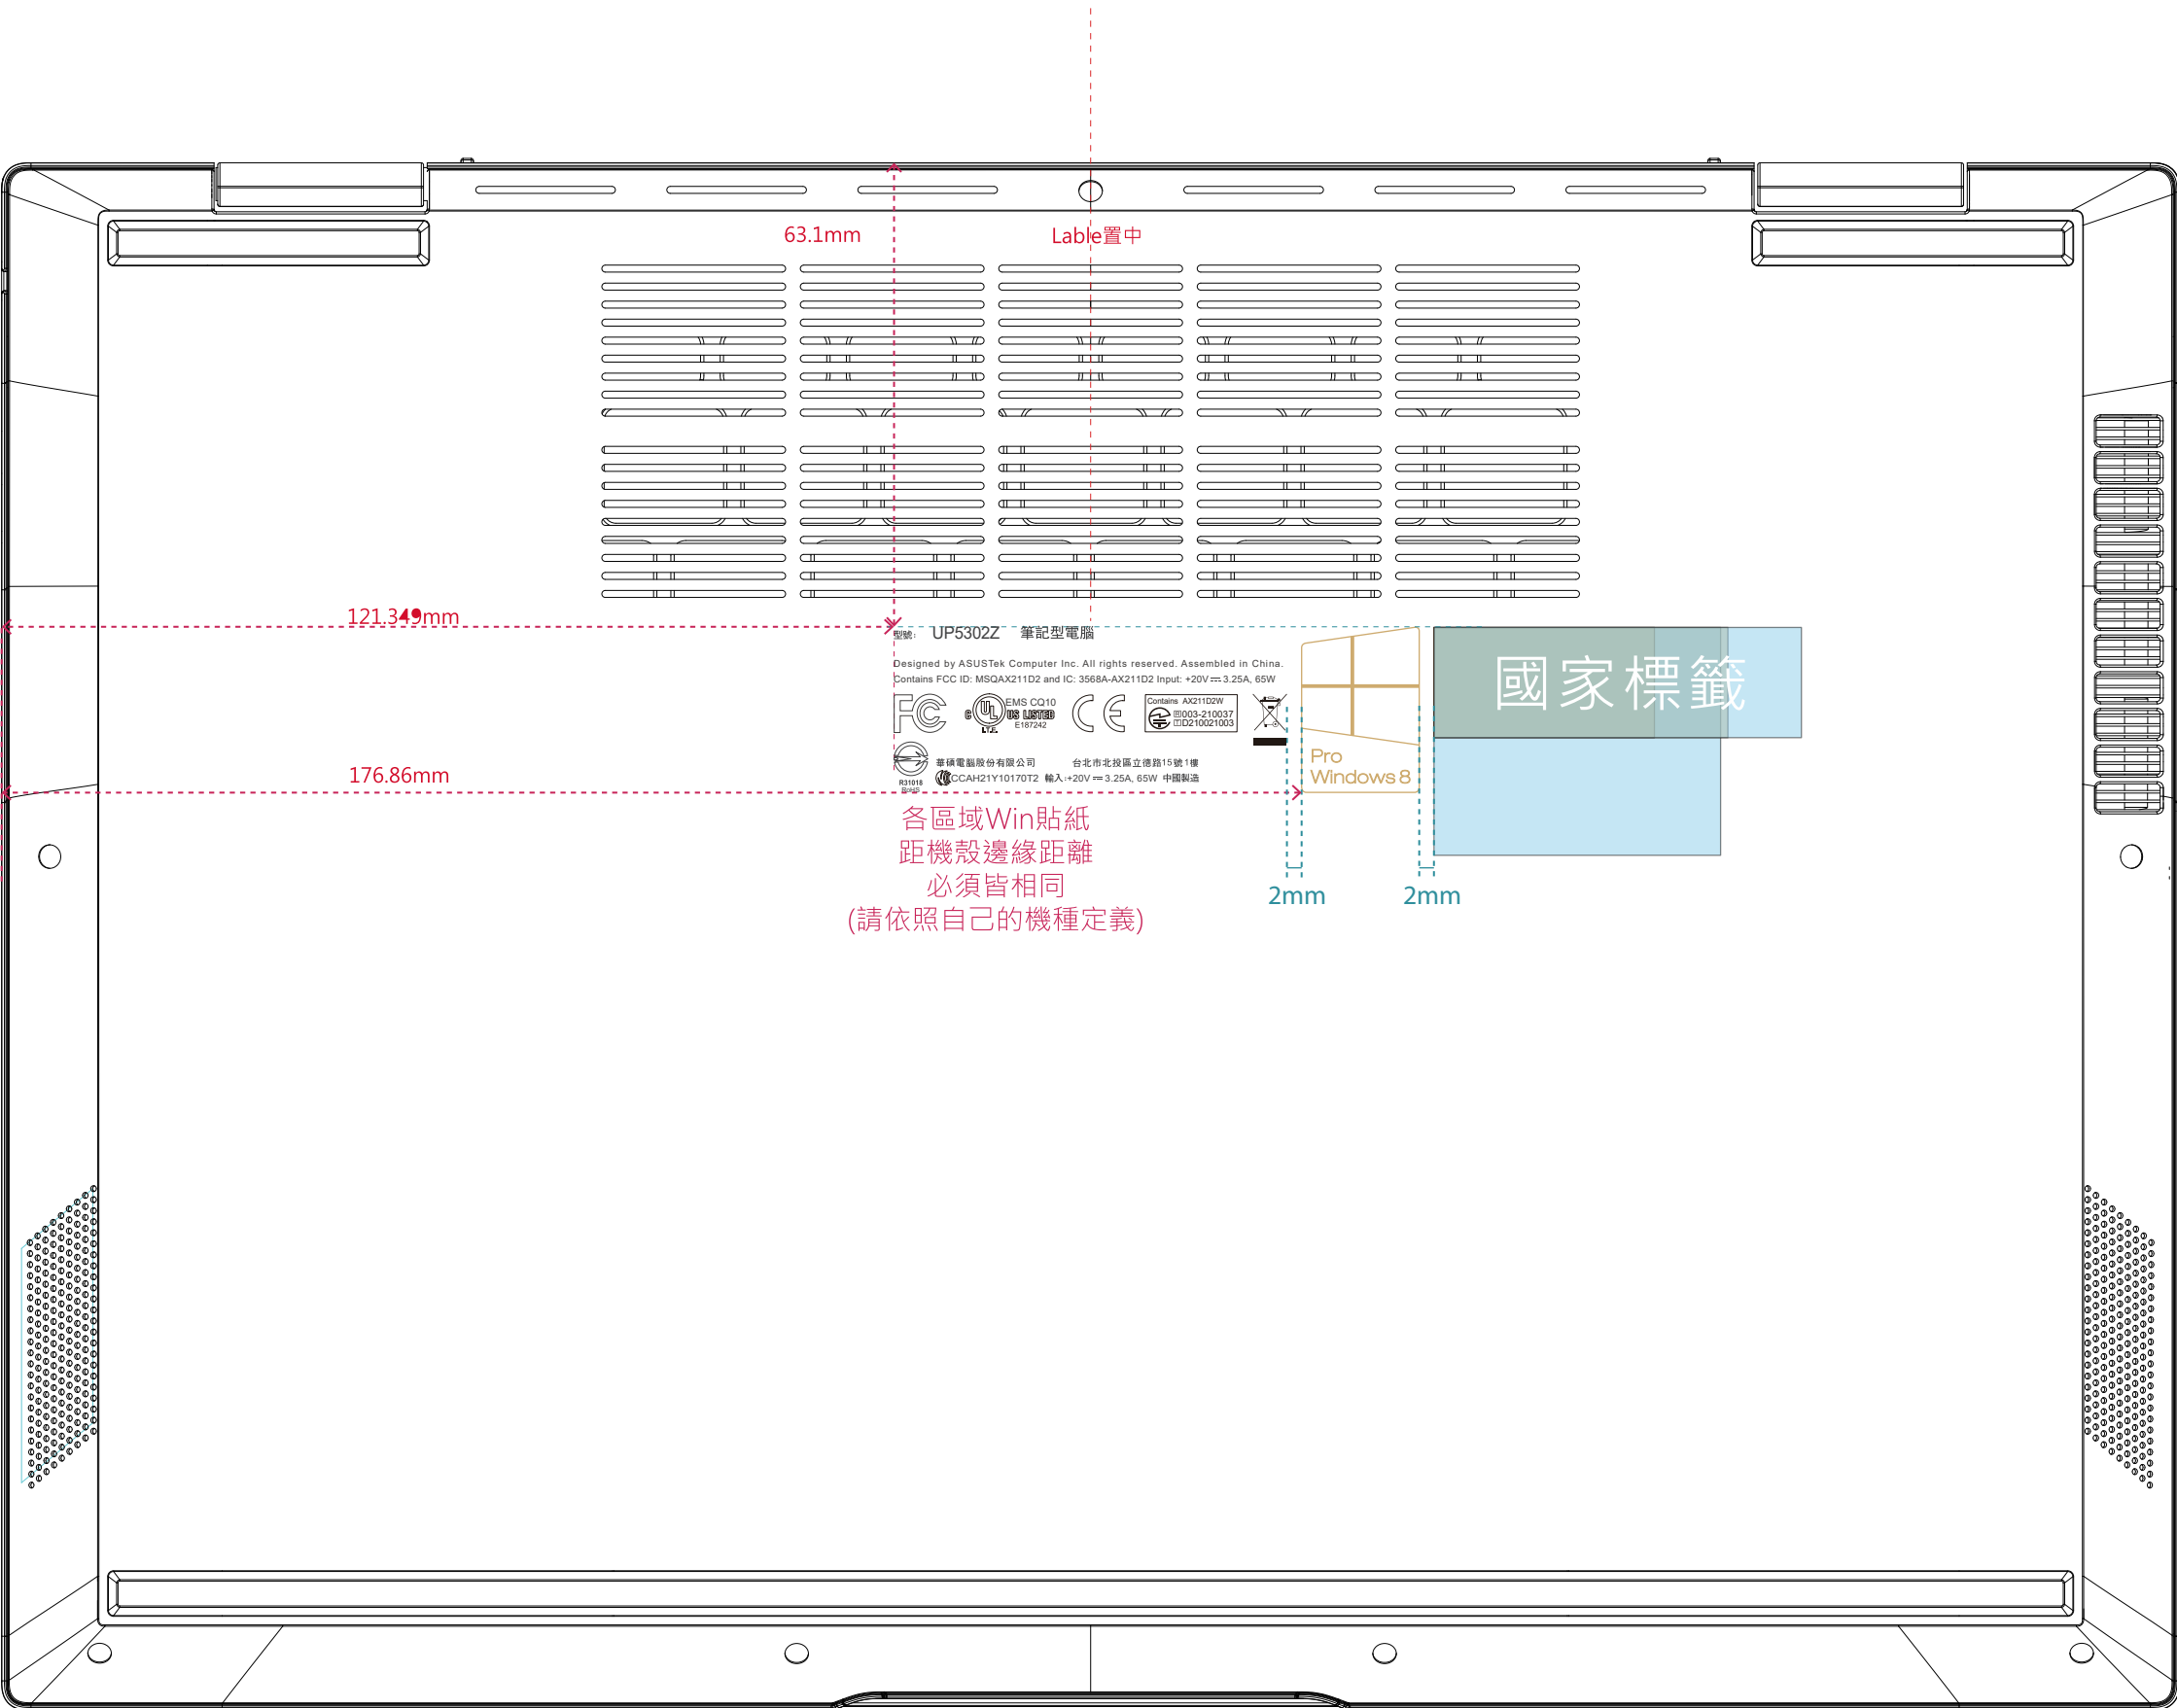 63.1mm
Lable置中
121.349mm
型號: UP5302Z 筆記型電腦
Designed by ASUSTek Computer Inc. All rights reserved. Assembled in China.
Contains FCC ID: MSQAX211D2 and IC: 3568A-AX211D2 Input: +20V⎓3.25A, 65W
國家標籤
FC
C UL US LISTED
EMS CQ10
I.T.E.
E187242
CE
Contains AX211D2W
R 003-210037
T D210021003
R31018
RoHS
華碩電腦股份有限公司 台北市北投區立德路15號1樓
CCAH21Y10170T2 輸入:+20V⎓3.25A, 65W 中國製造
Pro
Windows 8
176.86mm
各區域Win貼紙
距機殼邊緣距離
必須皆相同
(請依照自己的機種定義)
2mm
2mm